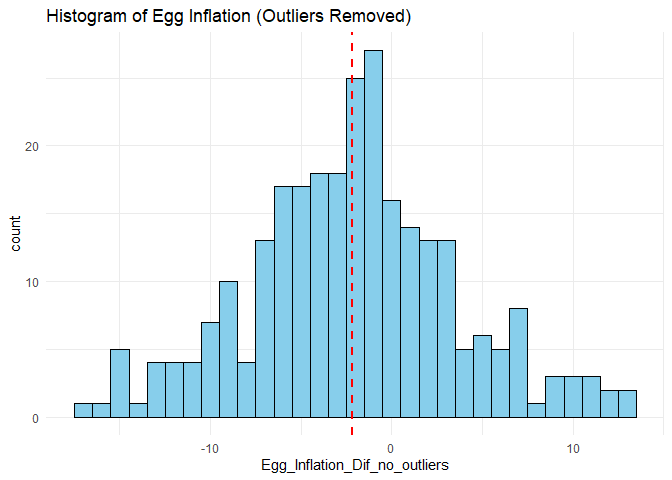 Histogram of Egg Inflation (Outliers Removed)
count
20
10
0
-10
0
10
Egg_Inflation_Dif_no_outliers